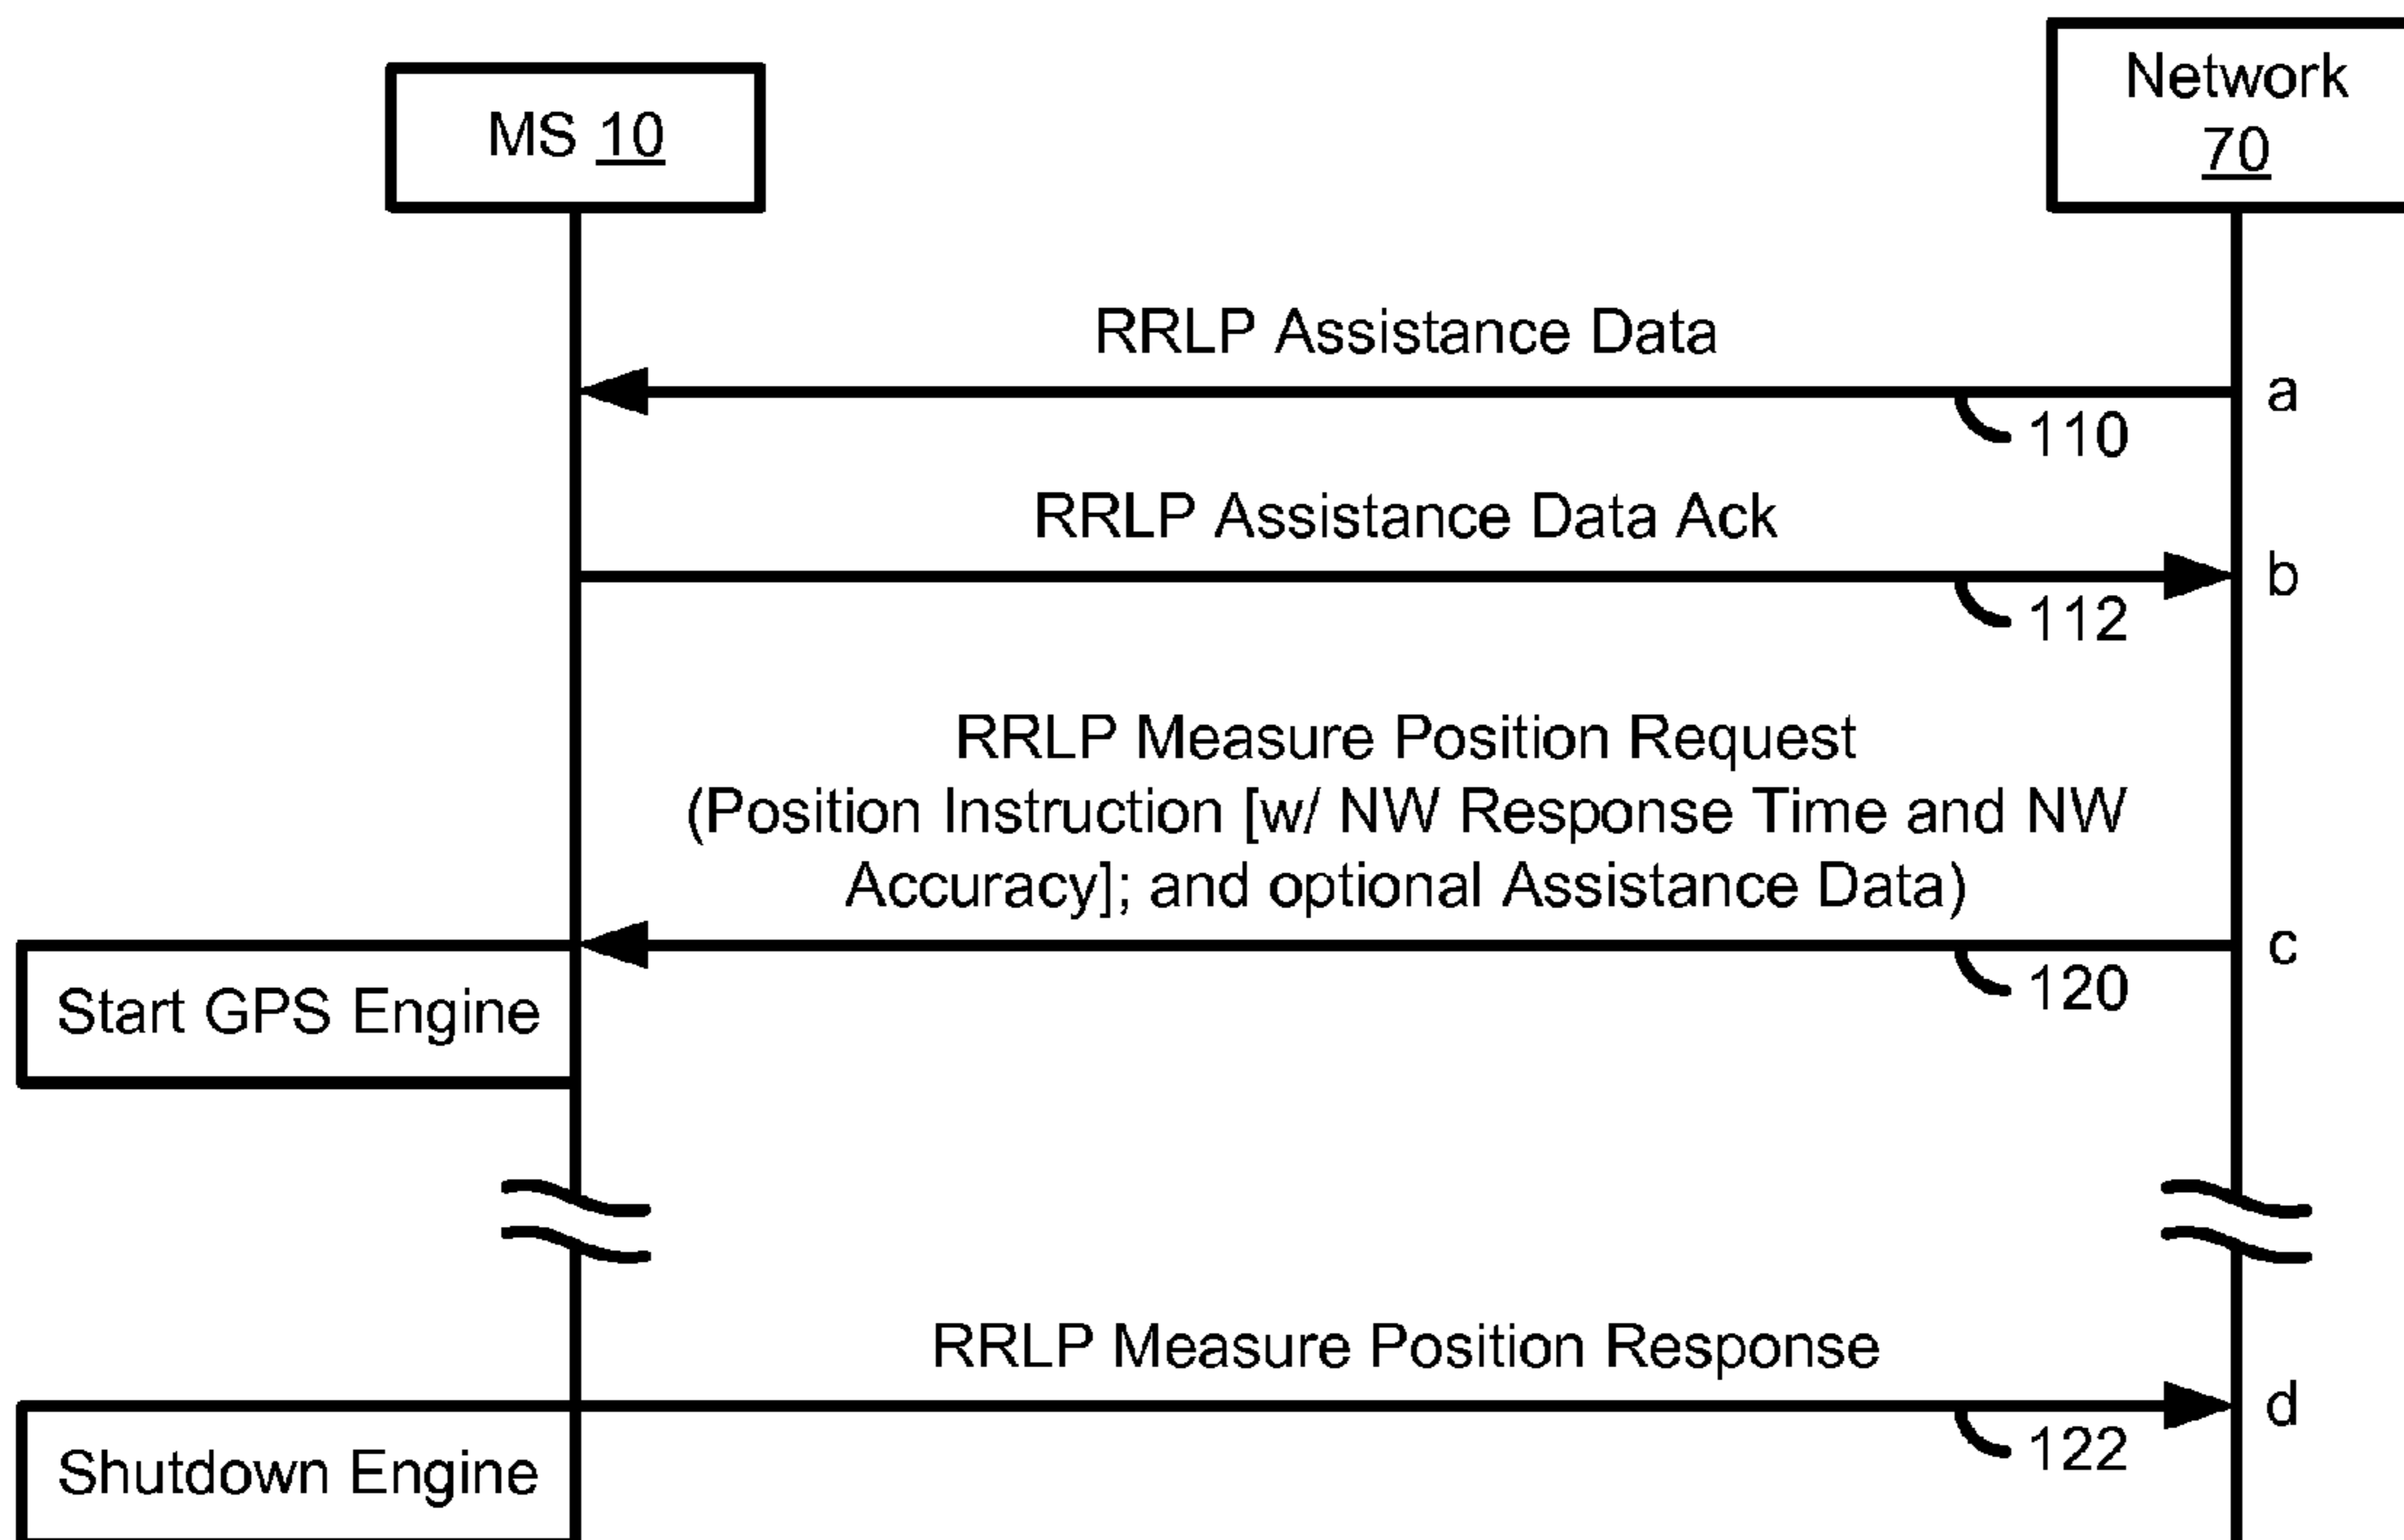 MS 10
Network
70
RRLP Assistance Data
a
110
RRLP Assistance Data Ack
b
112
RRLP Measure Position Request
(Position Instruction [w/ NW Response Time and NW
Accuracy]; and optional Assistance Data)
c
120
Start GPS Engine
RRLP Measure Position Response
d
122
Shutdown Engine